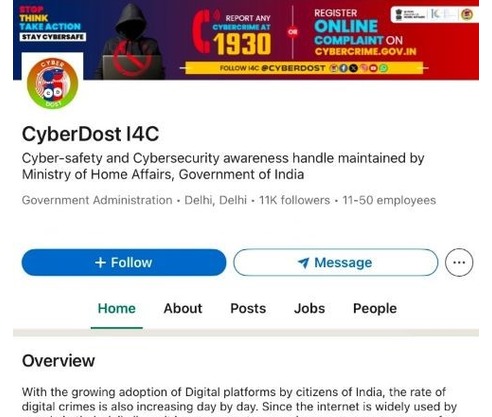 STOP
THINK
TAKE ACTION
STAY CYBERSAFE
REPORT ANY
CYBERCRIME AT
1930
OR
REGISTER
ONLINE
COMPLAINT ON
CYBERCRIME.GOV.IN
FOLLOW I4C @CYBERDOST
CYBER
DOST
CyberDost I4C
Cyber-safety and Cybersecurity awareness handle maintained by
Ministry of Home Affairs, Government of India
Government Administration • Delhi, Delhi • 11K followers • 11-50 employees
+ Follow
Message
Home About Posts Jobs People
Overview
With the growing adoption of Digital platforms by citizens of India, the rate of
digital crimes is also increasing day by day. Since the internet is widely used by